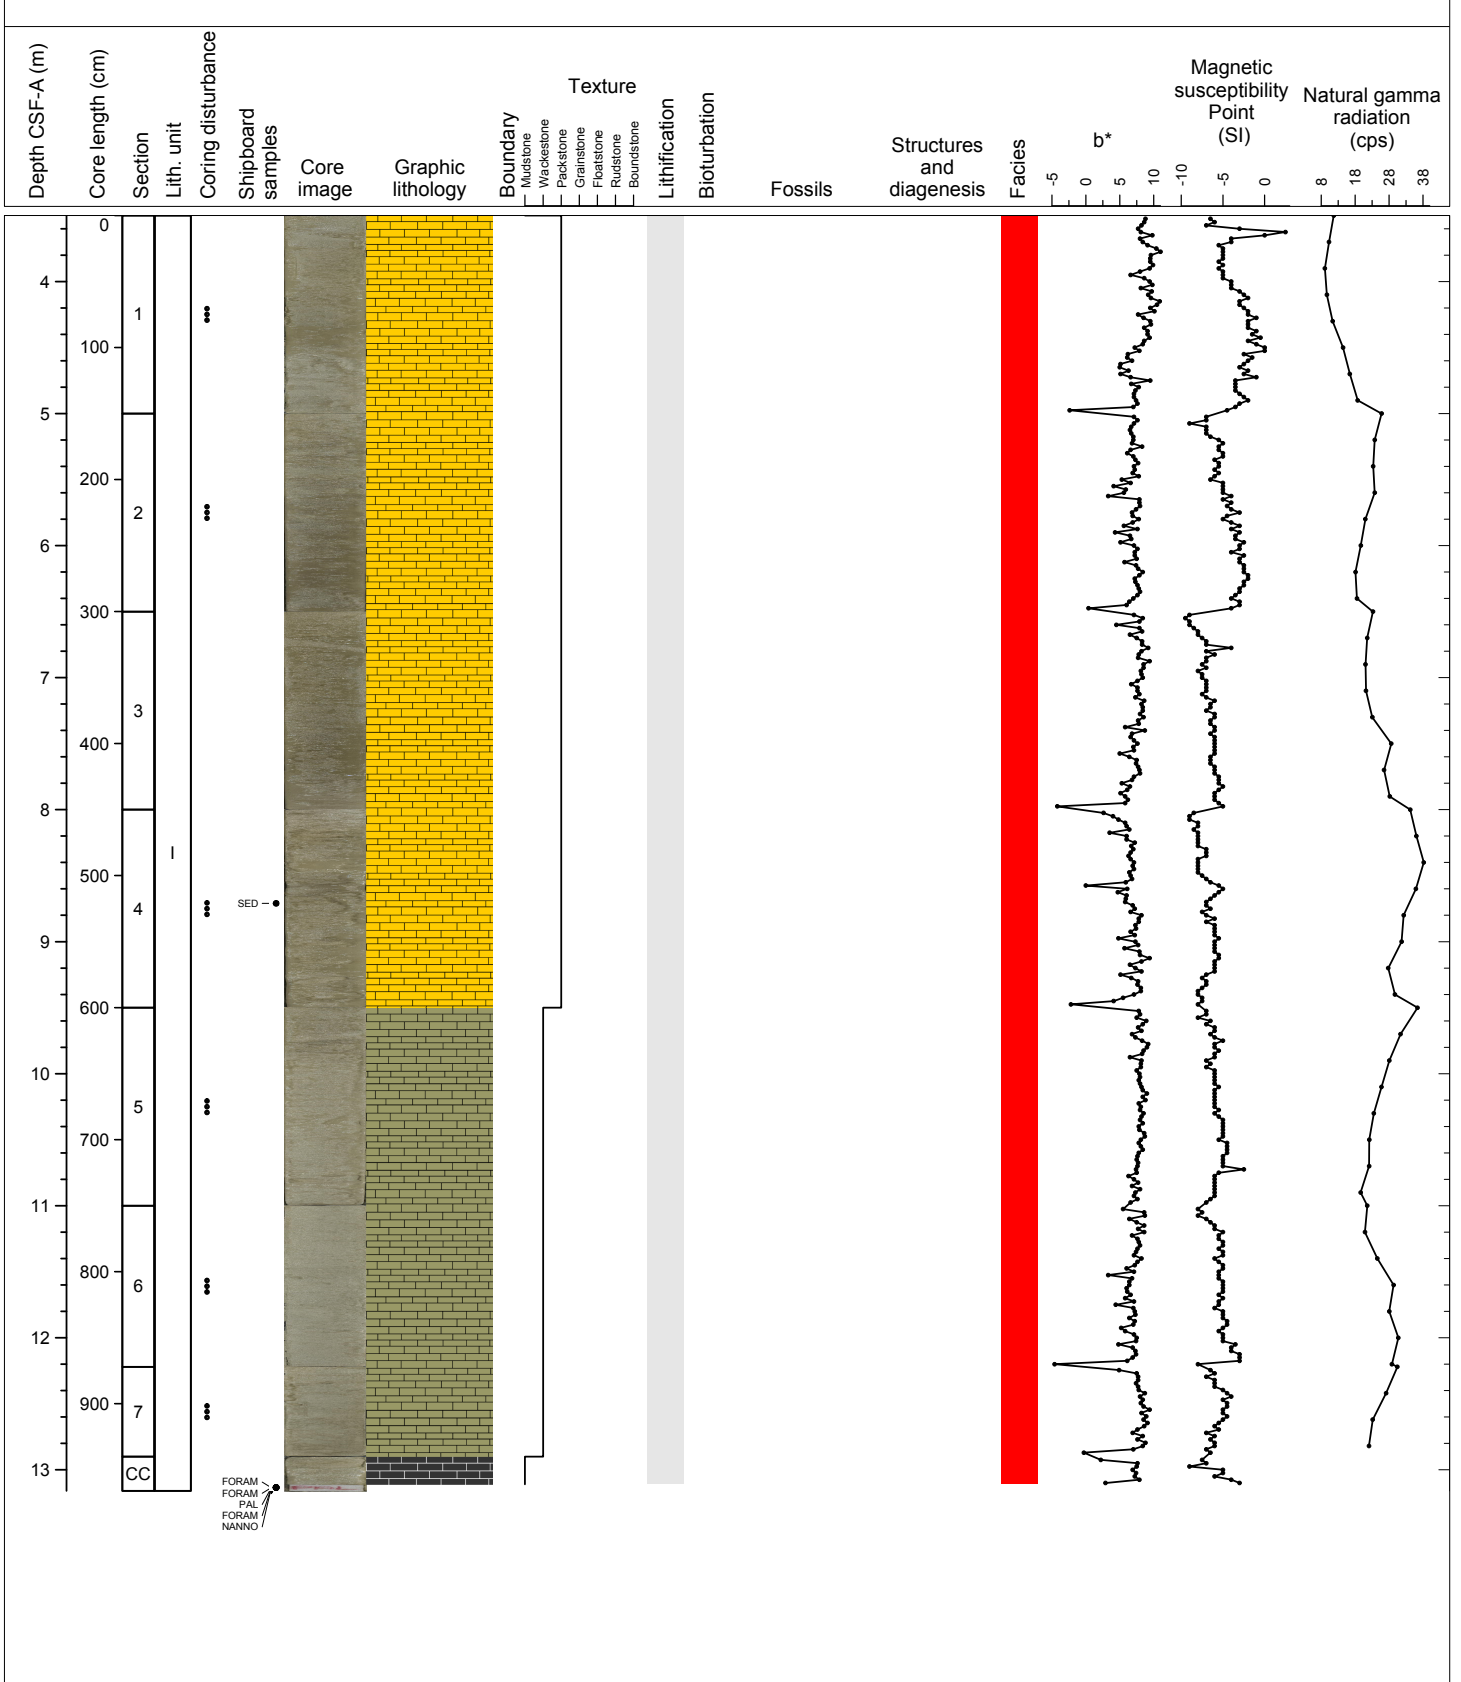 Depth CSF-A (m)
Core length (cm)
Section
Lith. unit
Coring disturbance
Shipboard
samples
Core
image
Graphic
lithology
Boundary
Texture
Mudstone
Wackestone
Packstone
Grainstone
Floatstone
Rudstone
Boundstone
Lithification
Bioturbation
Fossils
Structures
and
diagenesis
Facies
b*
-5 0 5 10
Magnetic
susceptibility
Point
(SI)
-10 -5 0
Natural gamma
radiation
(cps)
8 18 28 38
0
4
1
100
5
200
2
6
300
7
3
400
8
I
500
SED
4
9
600
10
5
700
11
800
6
12
900
7
13
CC
FORAM
FORAM
PAL
FORAM
NANNO